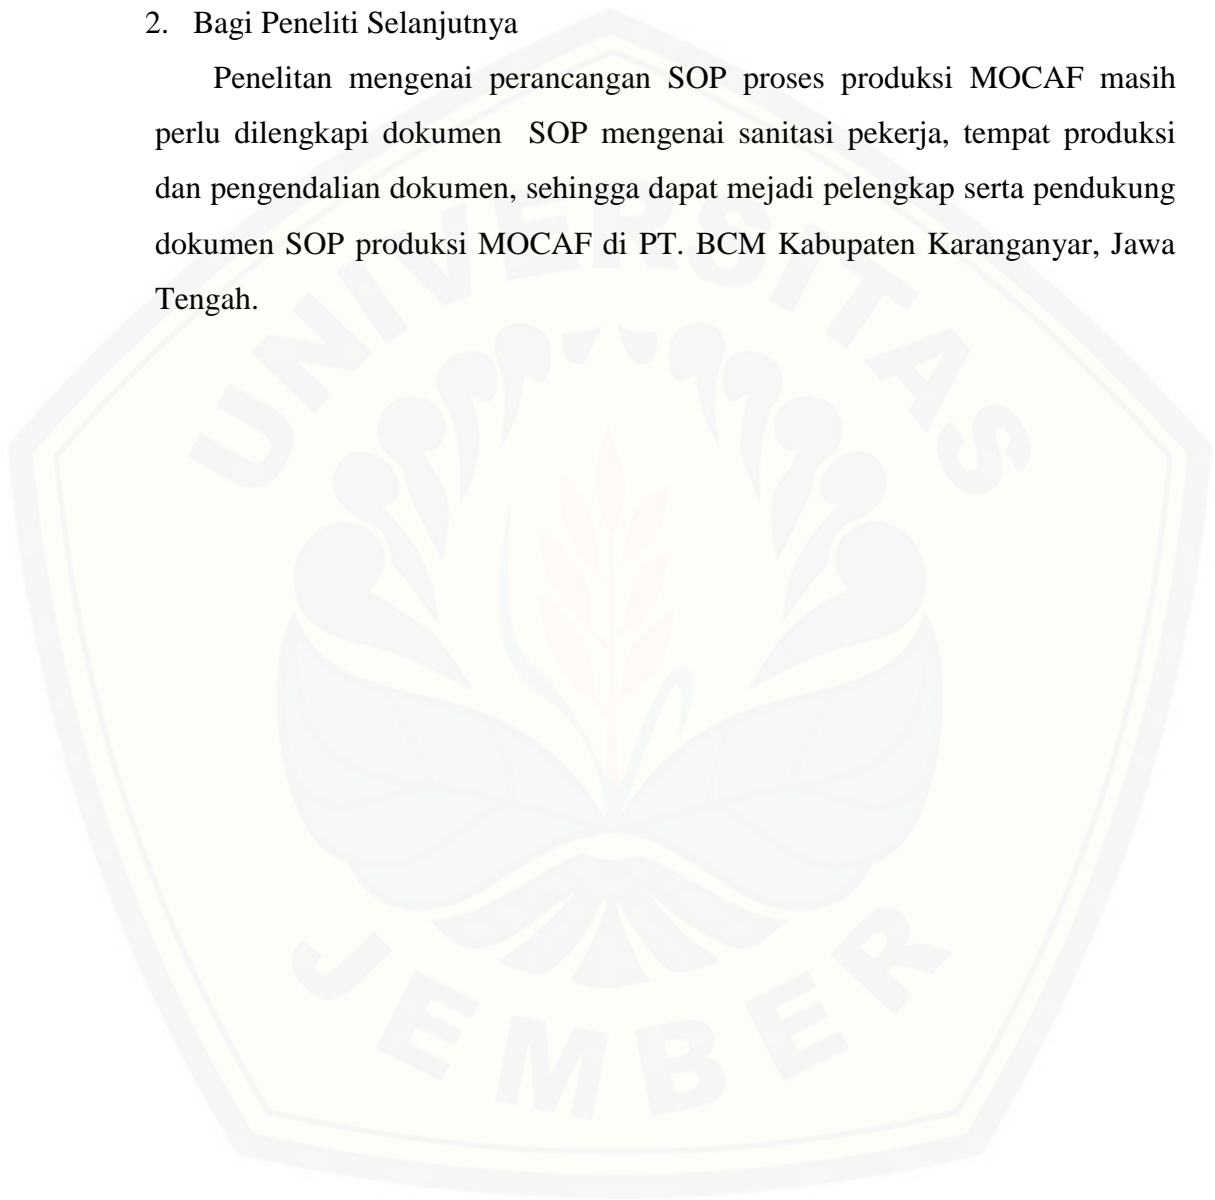 2. Bagi Peneliti Selanjutnya
Penelitan mengenai perancangan SOP proses produksi MOCAF masih
perlu dilengkapi dokumen SOP mengenai sanitasi pekerja, tempat produksi
dan pengendalian dokumen, sehingga dapat mejadi pelengkap serta pendukung
dokumen SOP produksi MOCAF di PT. BCM Kabupaten Karanganyar, Jawa
Tengah.
UNIVERSITAS
JEMBER